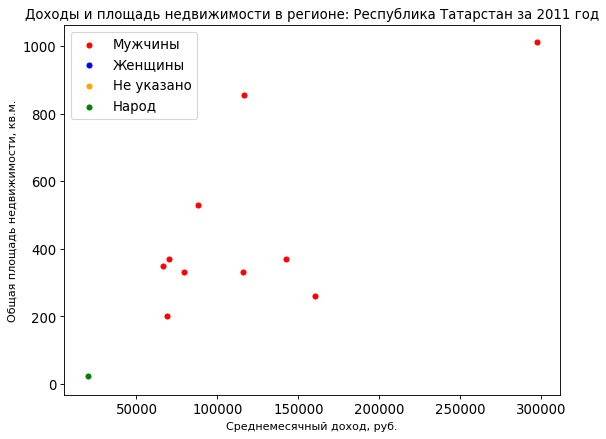 Доходы и площадь недвижимости в регионе: Республика Татарстан за 2011 год
Мужчины
Женщины
Не указано
Народ
Общая площадь недвижимости, кв.м.
1000
800
600
400
200
0
50000 100000 150000 200000 250000 300000
Среднемесячный доход, руб.